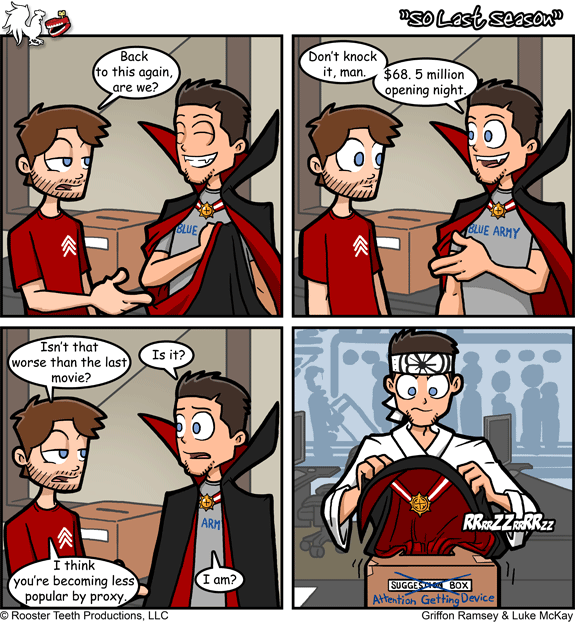 "So Last Season"
Back
to this again,
are we?
BLUE
Don't knock
it, man.
$68. 5 million
opening night.
BLUE ARMY
Isn't that
worse than the last
movie?
Is it?
ARM
I think
you're becoming less
popular by proxy.
I am?
RRRRZZRRRRZZ
SUGGESTION BOX
Attention Getting Device
© Rooster Teeth Productions, LLC
Griffon Ramsey & Luke McKay